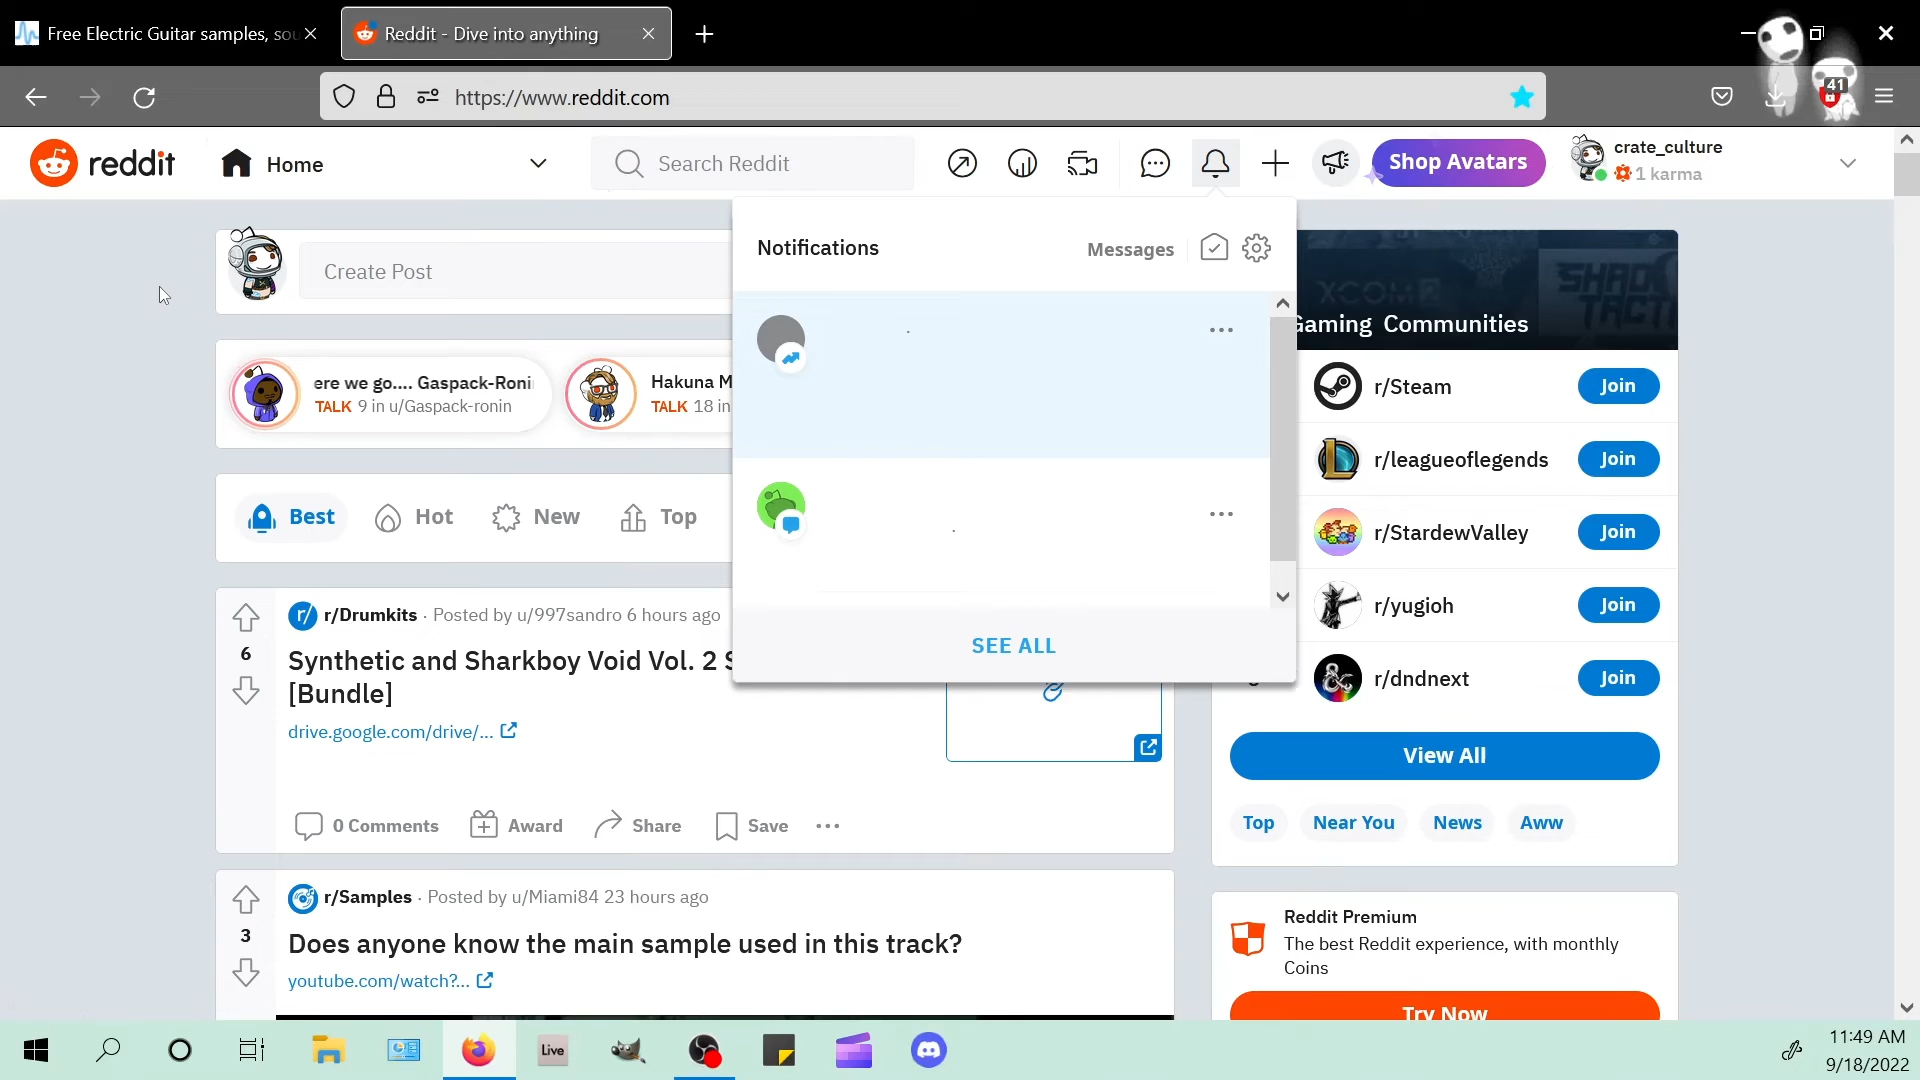 Free Electric Guitar samples, sou
Reddit - Dive into anything
https://www.reddit.com
41
reddit
Home
Search Reddit
Shop Avatars
crate_culture
1 karma
Notifications
Messages
Create Post
Gaming Communities
XCOM 2
ere we go.... Gaspack-Ronin
TALK 9 in u/Gaspack-ronin
Hakuna M
TALK 18 in
r/Steam
Join
r/leagueoflegends
Join
Best
Hot
New
Top
r/StardewValley
Join
r/yugioh
Join
r/Drumkits · Posted by u/997sandro 6 hours ago
6
Synthetic and Sharkboy Void Vol. 2 S
[Bundle]
SEE ALL
r/dndnext
Join
drive.google.com/drive/...
View All
0 Comments
Award
Share
Save
Top
Near You
News
Aww
r/Samples · Posted by u/Miami84 23 hours ago
3
Does anyone know the main sample used in this track?
youtube.com/watch?...
Reddit Premium
The best Reddit experience, with monthly
Coins
Try Now
Live
11:49 AM
9/18/2022